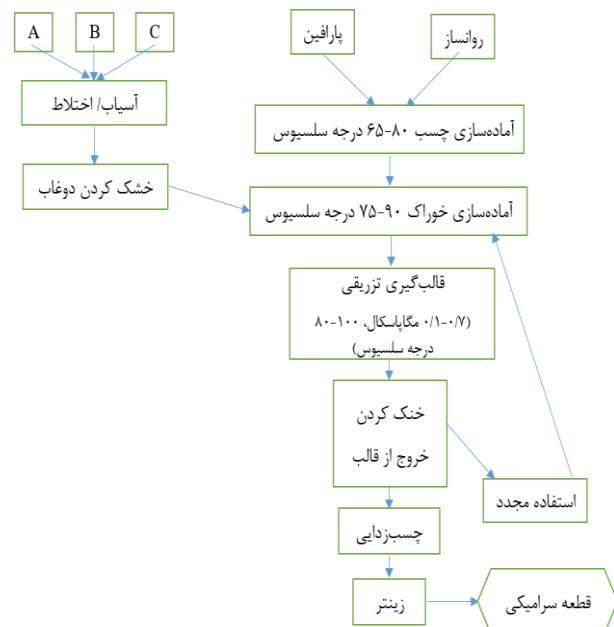 A
B
C
پارافین
روانساز
آسیاب/ اختلاط
آماده‌سازی چسب ۸۰-۶۵ درجه سلسیوس
خشک کردن دوغاب
آماده‌سازی خوراک ۹۰-۷۵ درجه سلسیوس
قالب‌گیری تزریقی
(۰/۱-۰/۷ مگاپاسکال، ۱۰۰-۸۰
درجه سلسیوس)
خنک کردن
خروج از قالب
استفاده مجدد
چسب‌زدایی
زینتر
قطعه سرامیکی